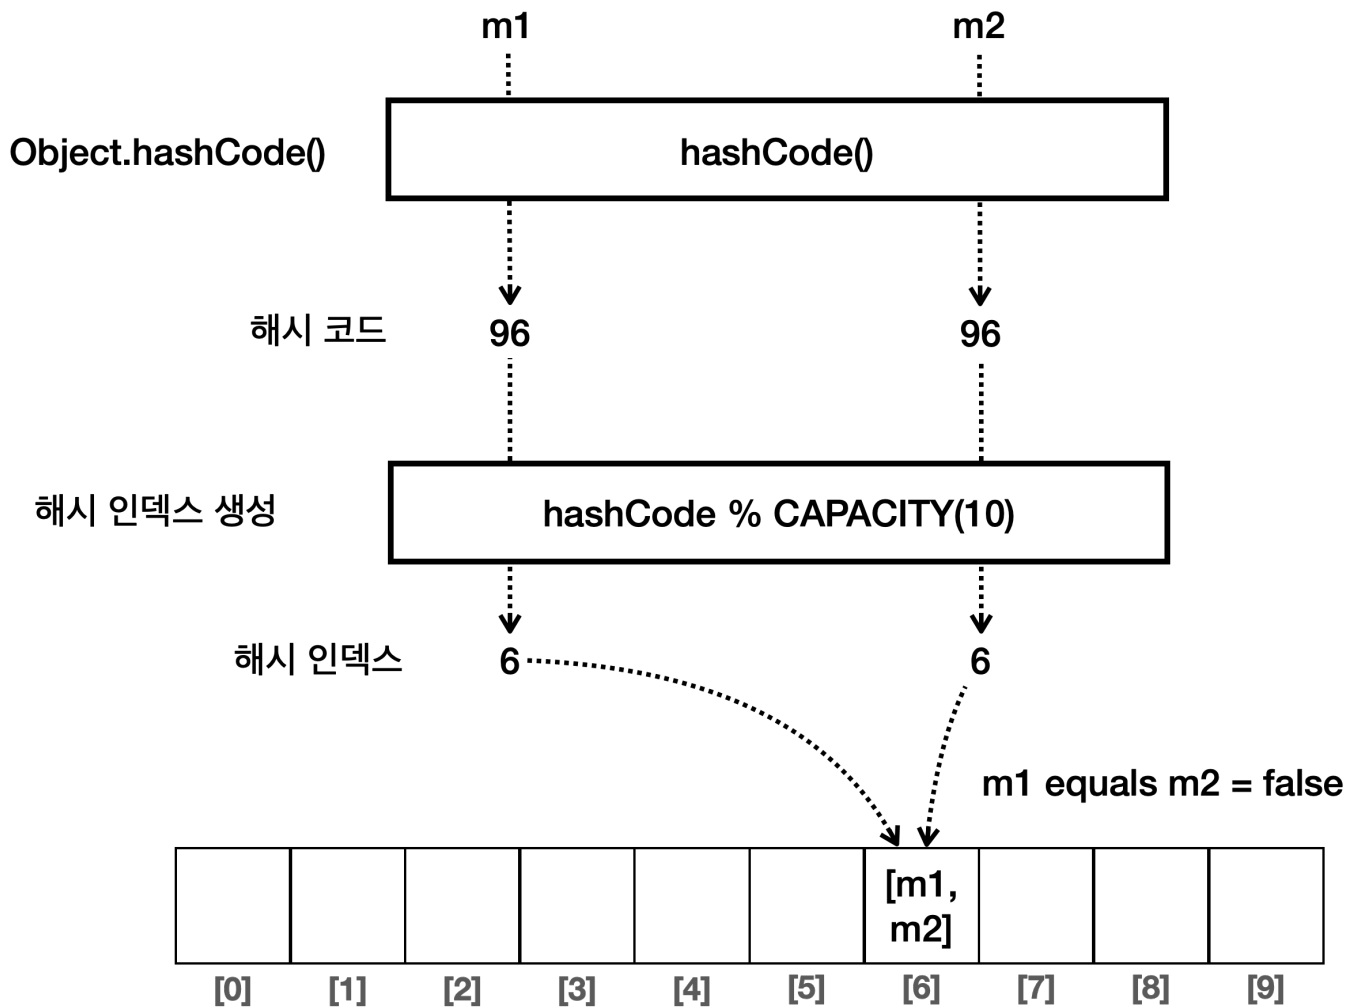 m1 m2
Object.hashCode() hashCode()
해시 코드 96 96
해시 인덱스 생성 hashCode % CAPACITY(10)
해시 인덱스 6 6
m1 equals m2 = false
[m1,
m2]
[0] [1] [2] [3] [4] [5] [6] [7] [8] [9]